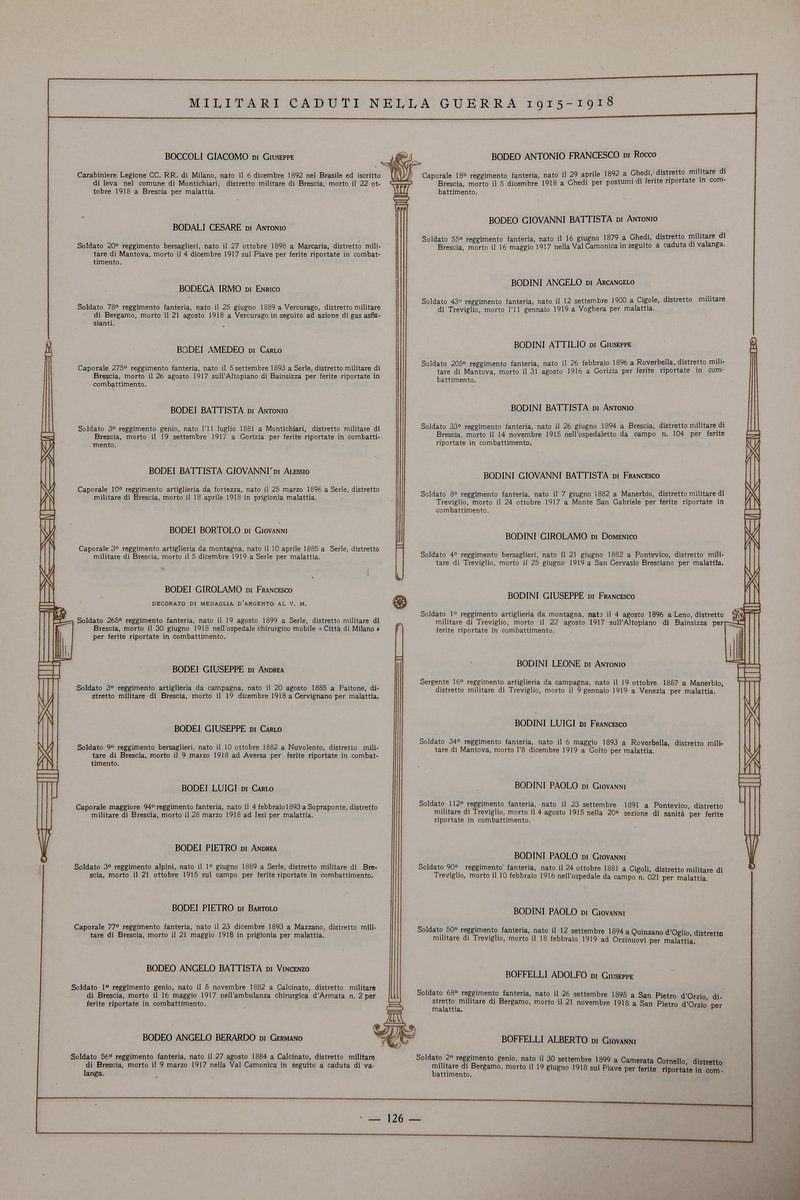 MILITARI CADUTI NELLA GUERRA 1915-1918
BOCCOLI GIACOMO DI GIUSEPPE
Carabiniere Legione CC. RR. di Milano, nato il 6 dicembre 1892 nel Brasile ed iscritto
di leva nel comune di Montichiari, distretto militare di Brescia, morto il 22 ot-
tobre 1918 a Brescia per malattia.
BODALI CESARE DI ANTONIO
Soldato 20º reggimento bersaglieri, nato il 27 ottobre 1898 a Marcaria, distretto mili-
tare di Mantova, morto il 4 dicembre 1917 sul Piave per ferite riportate in combat-
timento.
BODEGA IRMO DI ENRICO
Soldato 78º reggimento fanteria, nato il 25 giugno 1889 a Vercurago, distretto militare
di Bergamo, morto il 21 agosto 1918 a Vercurago in seguito ad azione di gas asfis-
sianti.
BODEI AMEDEO DI CARLO
Caporale 275º reggimento fanteria, nato il 5 settembre 1893 a Serle, distretto militare di
Brescia, morto il 26 agosto 1917 sull'Altopiano di Bainsizza per ferite riportate in
combattimento.
BODEI BATTISTA DI ANTONIO
Soldato 3º reggimento genio, nato l'11 luglio 1881 a Montichiari, distretto militare di
Brescia, morto il 19 settembre 1917 a Gorizia per ferite riportate in combatti-
mento.
BODEI BATTISTA GIOVANNI DI ALESSIO
Caporale 10º reggimento artiglieria da fortezza, nato il 25 marzo 1896 a Serle, distretto
militare di Brescia, morto il 18 aprile 1918 in prigionia malattia.
BODEI BORTOLO DI GIOVANNI
Caporale 3º reggimento artiglieria da montagna, nato il 10 aprile 1885 a Serle, distretto
militare di Brescia, morto il 5 dicembre 1919 a Serle per malattia.
BODEI GIROLAMO DI FRANCESCO
DECORATO DI MEDAGLIA D'ARGENTO AL V. M.
Soldato 265º reggimento fanteria, nato il 19 agosto 1899 a Serle, distretto militare di
Brescia, morto il 30 giugno 1918 nell'ospedale chirurgico mobile « Città di Milano »
per ferite riportate in combattimento.
BODEI GIUSEPPE DI ANDREA
Soldato 3º reggimento artiglieria da campagna, nato il 20 agosto 1885 a Paitone, di-
stretto militare di Brescia, morto il 19 dicembre 1918 a Cervignano per malattia.
BODEI GIUSEPPE DI CARLO
Soldato 9º reggimento bersaglieri, nato il 10 ottobre 1882 a Nuvolento, distretto mili-
tare di Brescia, morto il 9 marzo 1918 ad Aversa per ferite riportate in combat-
timento.
BODEI LUIGI DI CARLO
Caporale maggiore 94º reggimento fanteria, nato il 4 febbraio 1893 a Sopraponte, distretto
militare di Brescia, morto il 28 marzo 1918 ad Iesi per malattia.
BODEI PIETRO DI ANDREA
Soldato 3º reggimento alpini, nato il 1º giugno 1889 a Serle, distretto militare di Bre-
scia, morto il 21 ottobre 1915 sul campo per ferite riportate in combattimento.
BODEI PIETRO DI BARTOLO
Caporale 77º reggimento fanteria, nato il 23 dicembre 1893 a Mazzano, distretto mili-
tare di Brescia, morto il 21 maggio 1918 in prigionia per malattia.
BODEO ANGELO BATTISTA DI VINCENZO
Soldato 1º reggimento genio, nato il 5 novembre 1882 a Calcinato, distretto militare
di Brescia, morto il 16 maggio 1917 nell'ambulanza chirurgica d'Armata n. 2 per
ferite riportate in combattimento.
BODEO ANGELO BERARDO DI GERMANO
Soldato 56º reggimento fanteria, nato il 27 agosto 1884 a Calcinato, distretto militare
di Brescia, morto il 9 marzo 1917 nella Val Camonica in seguito a caduta di va-
langa.
BODEO ANTONIO FRANCESCO DI ROCCO
Caporale 18º reggimento fanteria, nato il 29 aprile 1892 a Ghedi, distretto militare di
Brescia, morto il 5 dicembre 1918 a Ghedi per postumi di ferite riportate in com-
battimento.
BODEO GIOVANNI BATTISTA DI ANTONIO
Soldato 55º reggimento fanteria, nato il 16 giugno 1879 a Ghedi, distretto militare di
Brescia, morto il 16 maggio 1917 nella Val Camonica in seguito a caduta di valanga.
BODINI ANGELO DI ARCANGELO
Soldato 43º reggimento fanteria, nato il 12 settembre 1900 a Cigole, distretto militare
di Treviglio, morto l'11 gennaio 1919 a Voghera per malattia.
BODINI ATTILIO DI GIUSEPPE
Soldato 205º reggimento fanteria, nato il 26 febbraio 1896 a Roverbella, distretto mili-
tare di Mantova, morto il 31 agosto 1916 a Gorizia per ferite riportate in com-
battimento.
BODINI BATTISTA DI ANTONIO
Soldato 33º reggimento fanteria, nato il 26 giugno 1894 a Brescia, distretto militare di
Brescia, morto il 14 novembre 1915 nell'ospedaletto da campo n. 104 per ferite
riportate in combattimento.
BODINI GIOVANNI BATTISTA DI FRANCESCO
Soldato 8º reggimento fanteria, nato il 7 giugno 1882 a Manerbio, distretto militare di
Treviglio, morto il 24 ottobre 1917 a Monte San Gabriele per ferite riportate in
combattimento.
BODINI GIROLAMO DI DOMENICO
Soldato 4º reggimento bersaglieri, nato il 21 giugno 1882 a Pontevico, distretto mili-
tare di Treviglio, morto il 25 giugno 1919 a San Gervasio Bresciano per malattia.
BODINI GIUSEPPE DI FRANCESCO
Soldato 1º reggimento artiglieria da montagna, nato il 4 agosto 1896 a Leno, distretto
militare di Treviglio, morto il 22 agosto 1917 sull'Altopiano di Bainsizza per
ferite riportate in combattimento.
BODINI LEONE DI ANTONIO
Sergente 16º reggimento artiglieria da campagna, nato il 19 ottobre 1887 a Manerbio,
distretto militare di Treviglio, morto il 9 gennaio 1919 a Venezia per malattia.
BODINI LUIGI DI FRANCESCO
Soldato 34º reggimento fanteria, nato il 6 maggio 1893 a Roverbella, distretto mili-
tare di Mantova, morto l'8 dicembre 1919 a Goito per malattia.
BODINI PAOLO DI GIOVANNI
Soldato 112º reggimento fanteria, nato il 23 settembre 1891 a Pontevico, distretto
militare di Treviglio, morto il 4 agosto 1915 nella 20ª sezione di sanità per ferite
riportate in combattimento.
BODINI PAOLO DI GIOVANNI
Soldato 90º reggimento fanteria, nato il 24 ottobre 1881 a Cigoli, distretto militare di
Treviglio, morto il 10 febbraio 1916 nell'ospedale da campo n. 021 per malattia.
BODINI PAOLO DI GIOVANNI
Soldato 50º reggimento fanteria, nato il 12 settembre 1894 a Quinzano d'Oglio, distretto
militare di Treviglio, morto il 18 febbraio 1919 ad Orzinuovi per malattia.
BOFFELLI ADOLFO DI GIUSEPPE
Soldato 68º reggimento fanteria, nato il 26 settembre 1895 a San Pietro d'Orzio, di-
stretto militare di Bergamo, morto il 21 novembre 1918 a San Pietro d'Orzio per
malattia.
BOFFELLI ALBERTO DI GIOVANNI
Soldato 2º reggimento genio, nato il 30 settembre 1899 a Camerata Cornello, distretto
militare di Bergamo, morto il 19 giugno 1918 sul Piave per ferite riportate in com-
battimento.
— 126 —